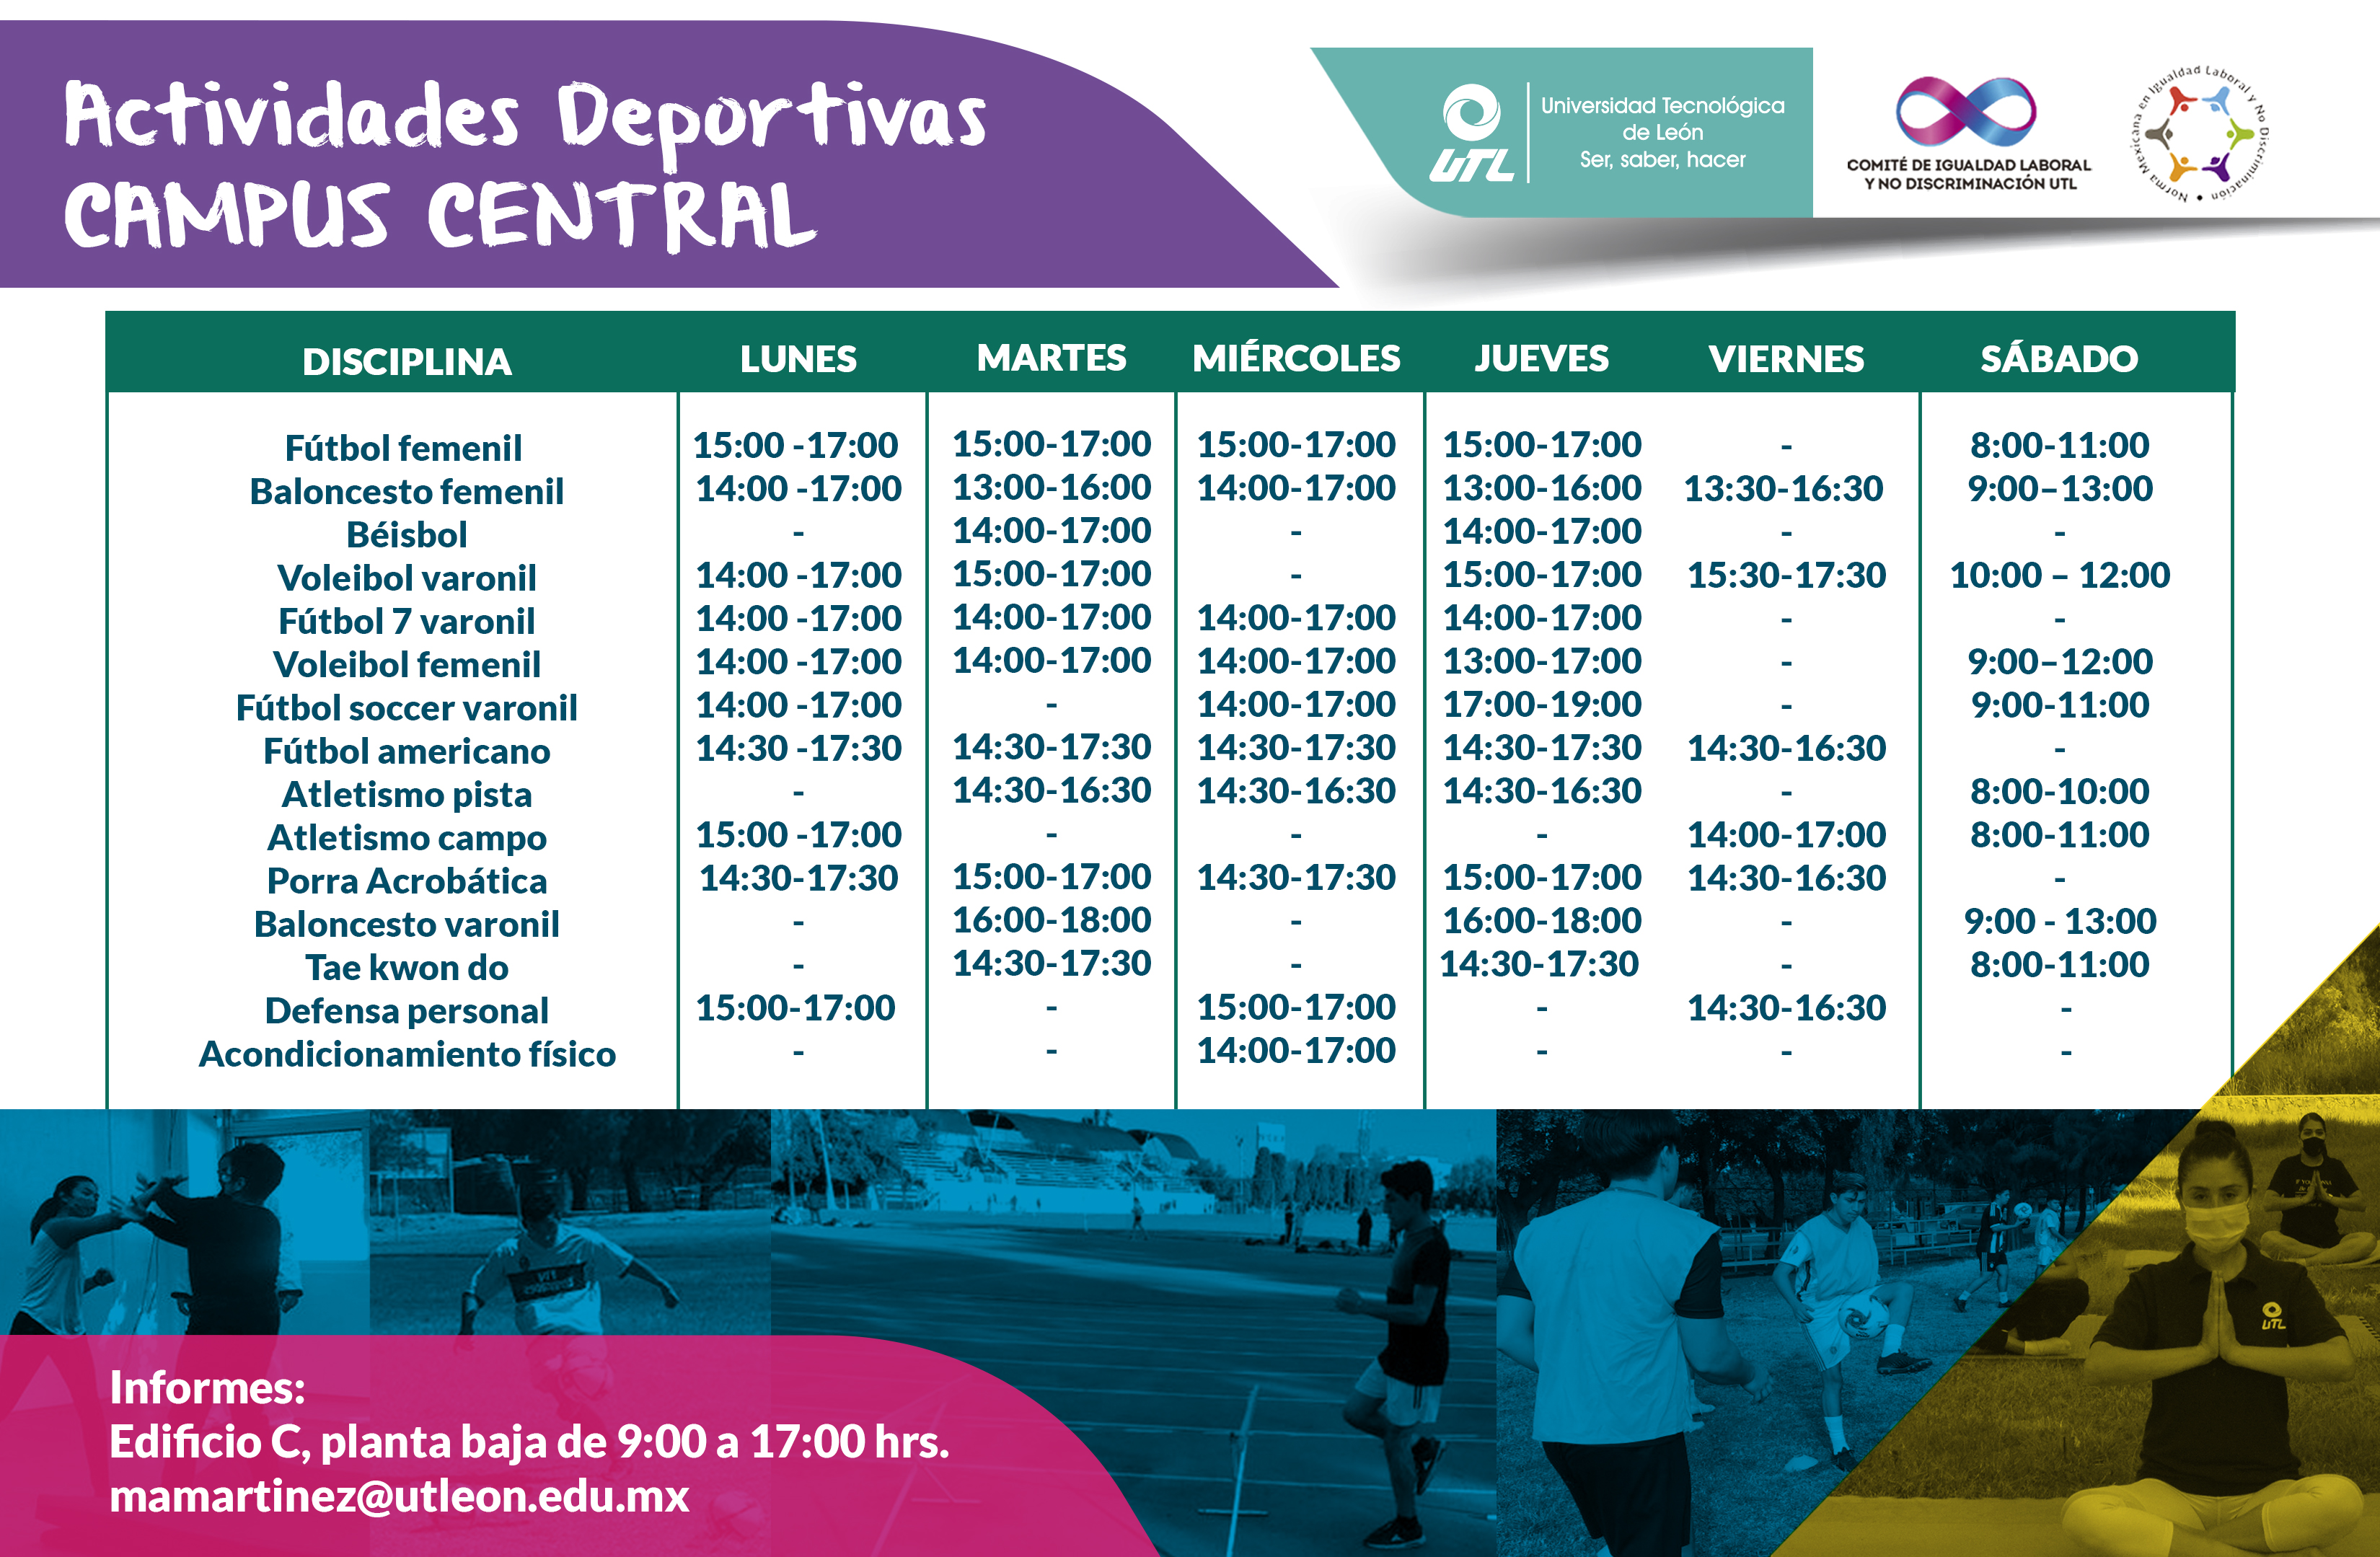 Actividades Deportivas
CAMPUS CENTRAL
UTL
Universidad Tecnológica
de León
Ser, saber, hacer
COMITÉ DE IGUALDAD LABORAL
Y NO DISCRIMINACIÓN UTL
Norma Mexicana en Igualdad Laboral y No Discriminación •
DISCIPLINA LUNES MARTES MIÉRCOLES JUEVES VIERNES SÁBADO
Fútbol femenil 15:00 -17:00 15:00-17:00 15:00-17:00 15:00-17:00 - 8:00-11:00
Baloncesto femenil 14:00 -17:00 13:00-16:00 14:00-17:00 13:00-16:00 13:30-16:30 9:00–13:00
Béisbol - 14:00-17:00 - 14:00-17:00 - -
Voleibol varonil 14:00 -17:00 15:00-17:00 - 15:00-17:00 15:30-17:30 10:00 – 12:00
Fútbol 7 varonil 14:00 -17:00 14:00-17:00 14:00-17:00 14:00-17:00 - -
Voleibol femenil 14:00 -17:00 14:00-17:00 14:00-17:00 13:00-17:00 - 9:00–12:00
Fútbol soccer varonil 14:00 -17:00 - 14:00-17:00 17:00-19:00 - 9:00-11:00
Fútbol americano 14:30 -17:30 14:30-17:30 14:30-17:30 14:30-17:30 14:30-16:30 -
Atletismo pista - 14:30-16:30 14:30-16:30 14:30-16:30 - 8:00-10:00
Atletismo campo 15:00 -17:00 - - - 14:00-17:00 8:00-11:00
Porra Acrobática 14:30-17:30 15:00-17:00 14:30-17:30 15:00-17:00 14:30-16:30 -
Baloncesto varonil - 16:00-18:00 - 16:00-18:00 - 9:00 - 13:00
Tae kwon do - 14:30-17:30 - 14:30-17:30 - 8:00-11:00
Defensa personal 15:00-17:00 - 15:00-17:00 - 14:30-16:30 -
Acondicionamiento físico - - 14:00-17:00 - - -
UTL
Informes:
Edificio C, planta baja de 9:00 a 17:00 hrs.
mamartinez@utleon.edu.mx